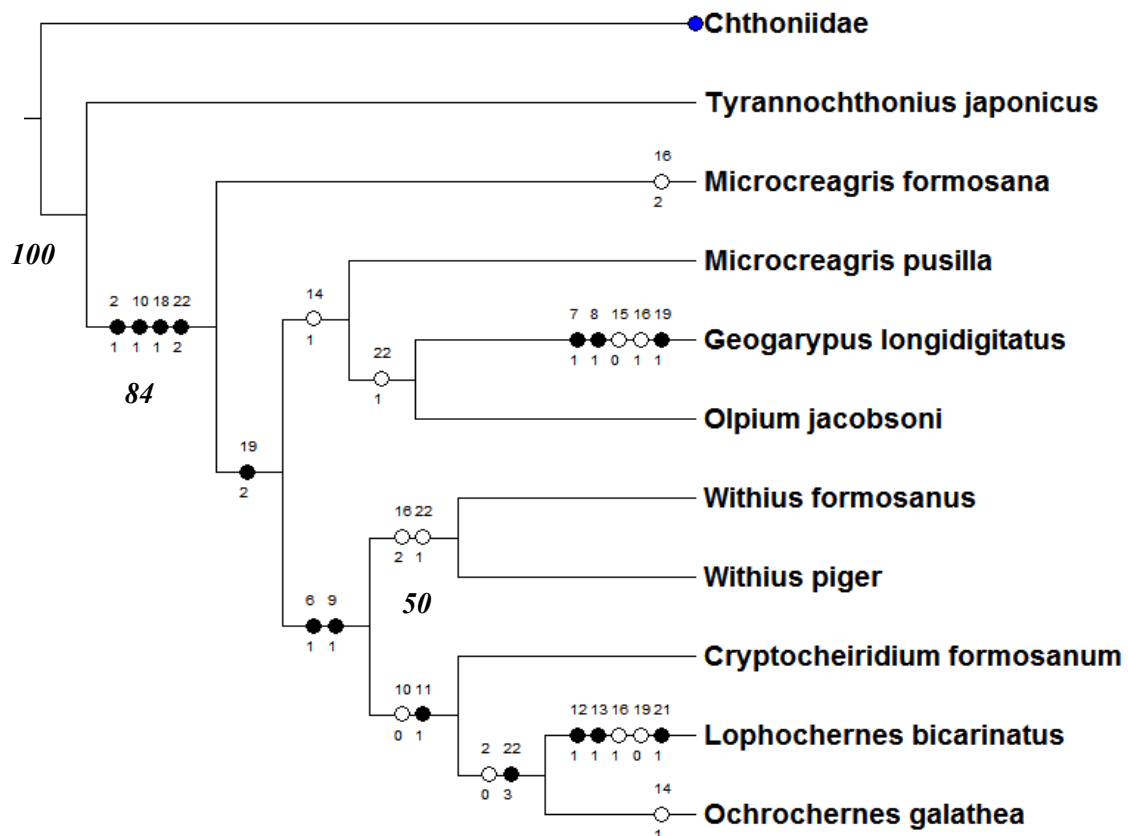 Chthoniidae
Tyrannochthonius japonicus
16
Microcreagris formosana
2
100
Microcreagris pusilla
2 10 18 22
14
7 8 15 16 19
1 1 1 2
1
Geogarypus longidigitatus
22
1 1 0 1 1
84
1
Olpium jacobsoni
19
2
Withius formosanus
16 22
2 1
Withius piger
6 9
50
1 1
Cryptocheiridium formosanum
10 11
12 13 16 19 21
0 1
Lophochernes bicarinatus
2 22
1 1 1 0 1
0 3
14
Ochrochernes galathea
1